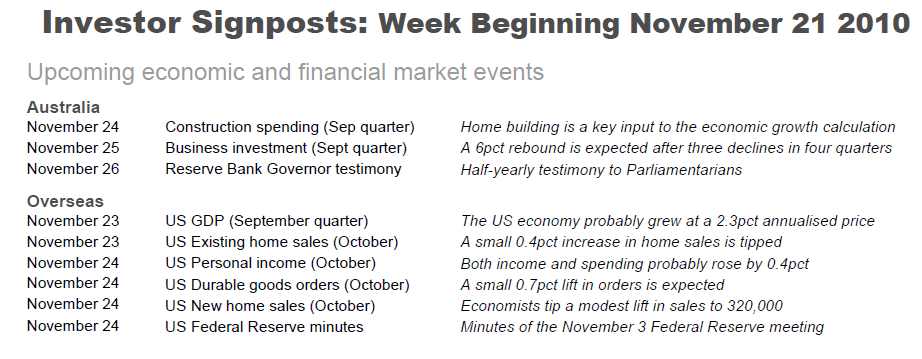 Investor Signposts: Week Beginning November 21 2010
Upcoming economic and financial market events
Australia
November 24 Construction spending (Sep quarter) Home building is a key input to the economic growth calculation
November 25 Business investment (Sept quarter) A 6pct rebound is expected after three declines in four quarters
November 26 Reserve Bank Governor testimony Half-yearly testimony to Parliamentarians
Overseas
November 23 US GDP (September quarter) The US economy probably grew at a 2.3pct annualised price
November 23 US Existing home sales (October) A small 0.4pct increase in home sales is tipped
November 24 US Personal income (October) Both income and spending probably rose by 0.4pct
November 24 US Durable goods orders (October) A small 0.7pct lift in orders is expected
November 24 US New home sales (October) Economists tip a modest lift in sales to 320,000
November 24 US Federal Reserve minutes Minutes of the November 3 Federal Reserve meeting